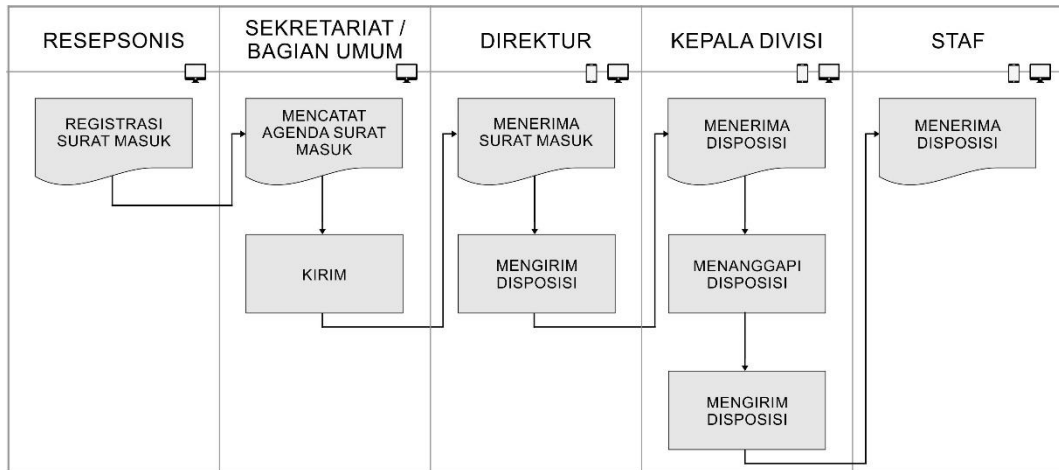 RESEPSONIS
SEKRETARIAT /
BAGIAN UMUM
DIREKTUR
KEPALA DIVISI
STAF
REGISTRASI
SURAT MASUK
MENCATAT
AGENDA SURAT
MASUK
MENERIMA
SURAT MASUK
MENERIMA
DISPOSISI
MENERIMA
DISPOSISI
KIRIM
MENGIRIM
DISPOSISI
MENANGGAPI
DISPOSISI
MENGIRIM
DISPOSISI